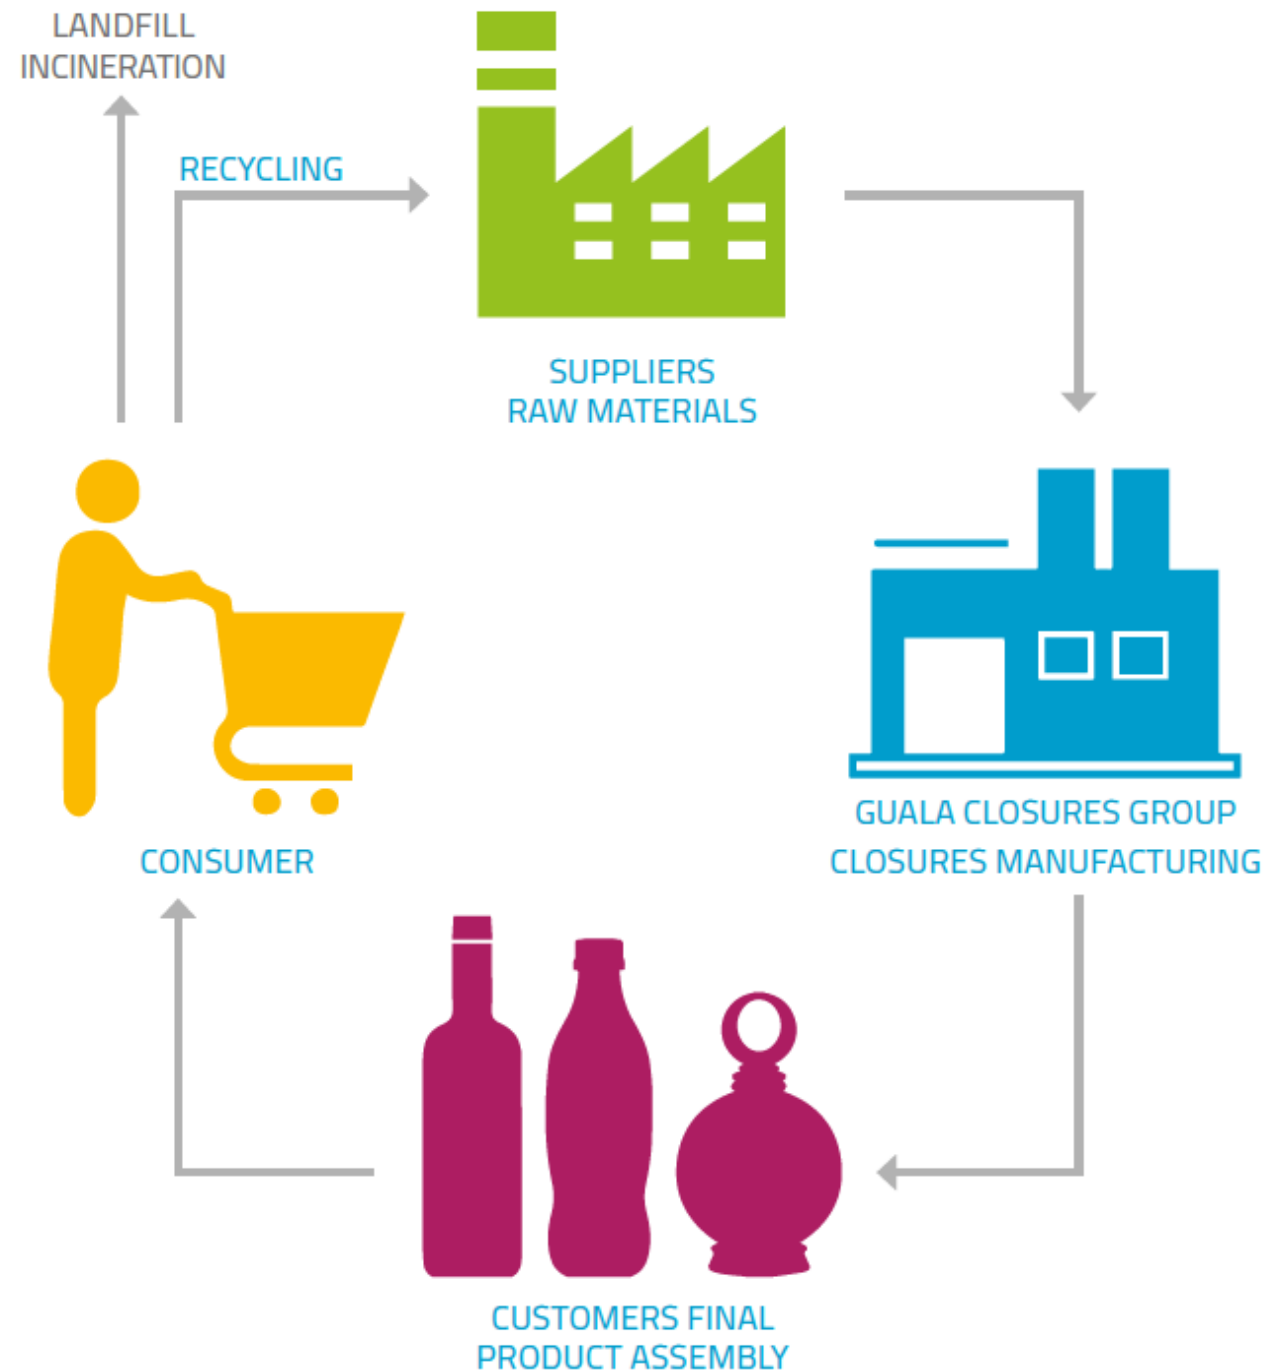 LANDFILL
INCINERATION
RECYCLING
SUPPLIERS
RAW MATERIALS
GUALA CLOSURES GROUP
CLOSURES MANUFACTURING
CONSUMER
CUSTOMERS FINAL
PRODUCT ASSEMBLY